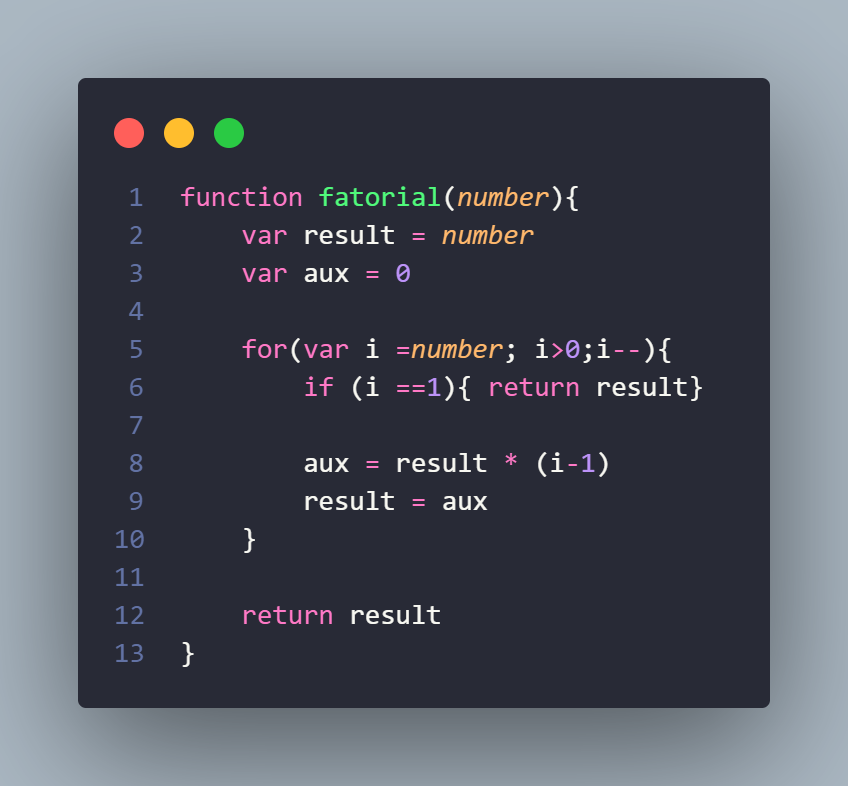 1 function fatorial(number){
2     var result = number
3     var aux = 0
4
5     for(var i =number; i>0;i--){
6         if (i ==1){ return result}
7
8         aux = result * (i-1)
9         result = aux
10     }
11
12     return result
13 }